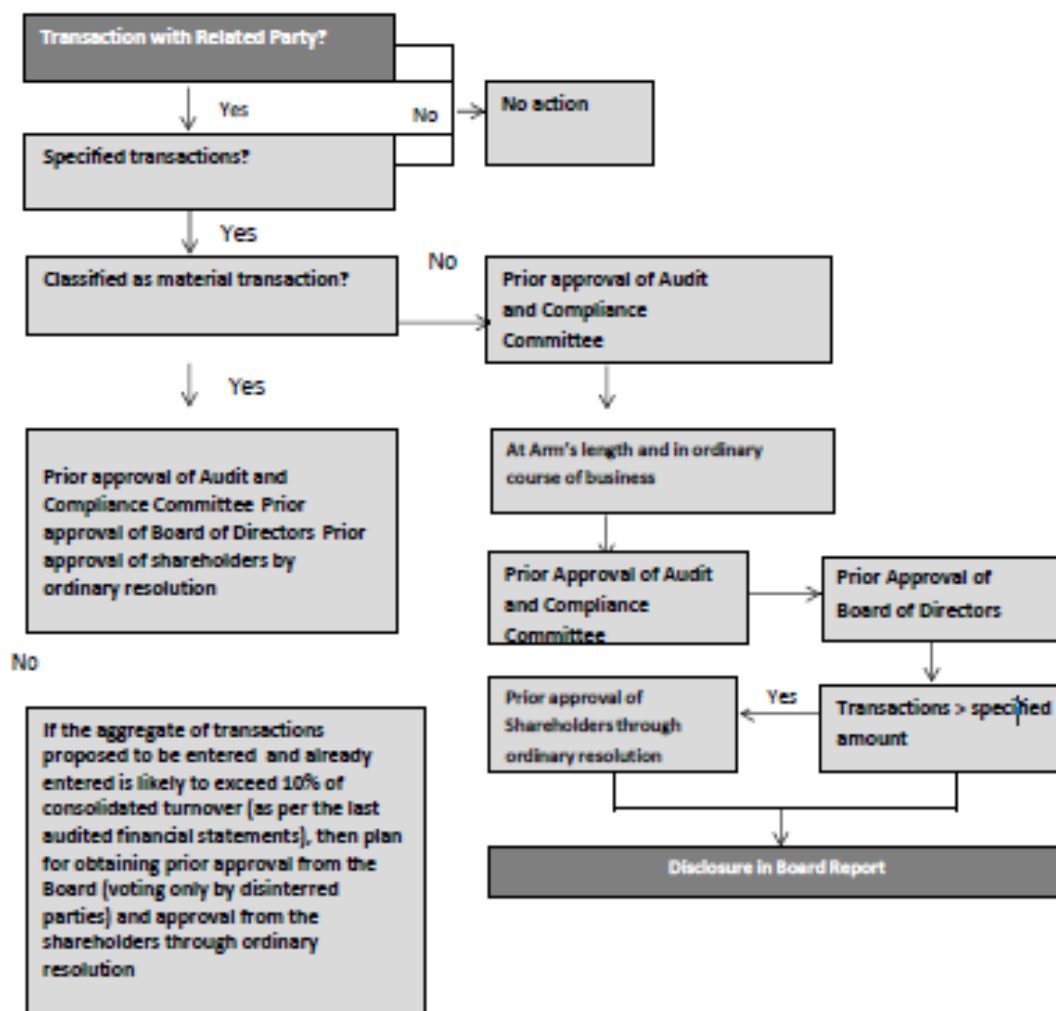 Transaction with Related Party?
Yes
No
No action
Specified transactions?
Yes
Classified as material transaction?
No
Prior approval of Audit
and Compliance
Committee
Yes
Prior approval of Audit and
Compliance Committee Prior
approval of Board of Directors Prior
approval of shareholders by
ordinary resolution
At Arm's length and in ordinary
course of business
Prior Approval of Audit
and Compliance
Committee
Prior Approval of
Board of Directors
No
Prior approval of
Shareholders through
ordinary resolution
Yes
Transactions > specified
amount
If the aggregate of transactions
proposed to be entered and already
entered is likely to exceed 10% of
consolidated turnover (as per the last
audited financial statements), then plan
for obtaining prior approval from the
Board (voting only by disinterred
parties) and approval from the
shareholders through ordinary
resolution
Disclosure in Board Report